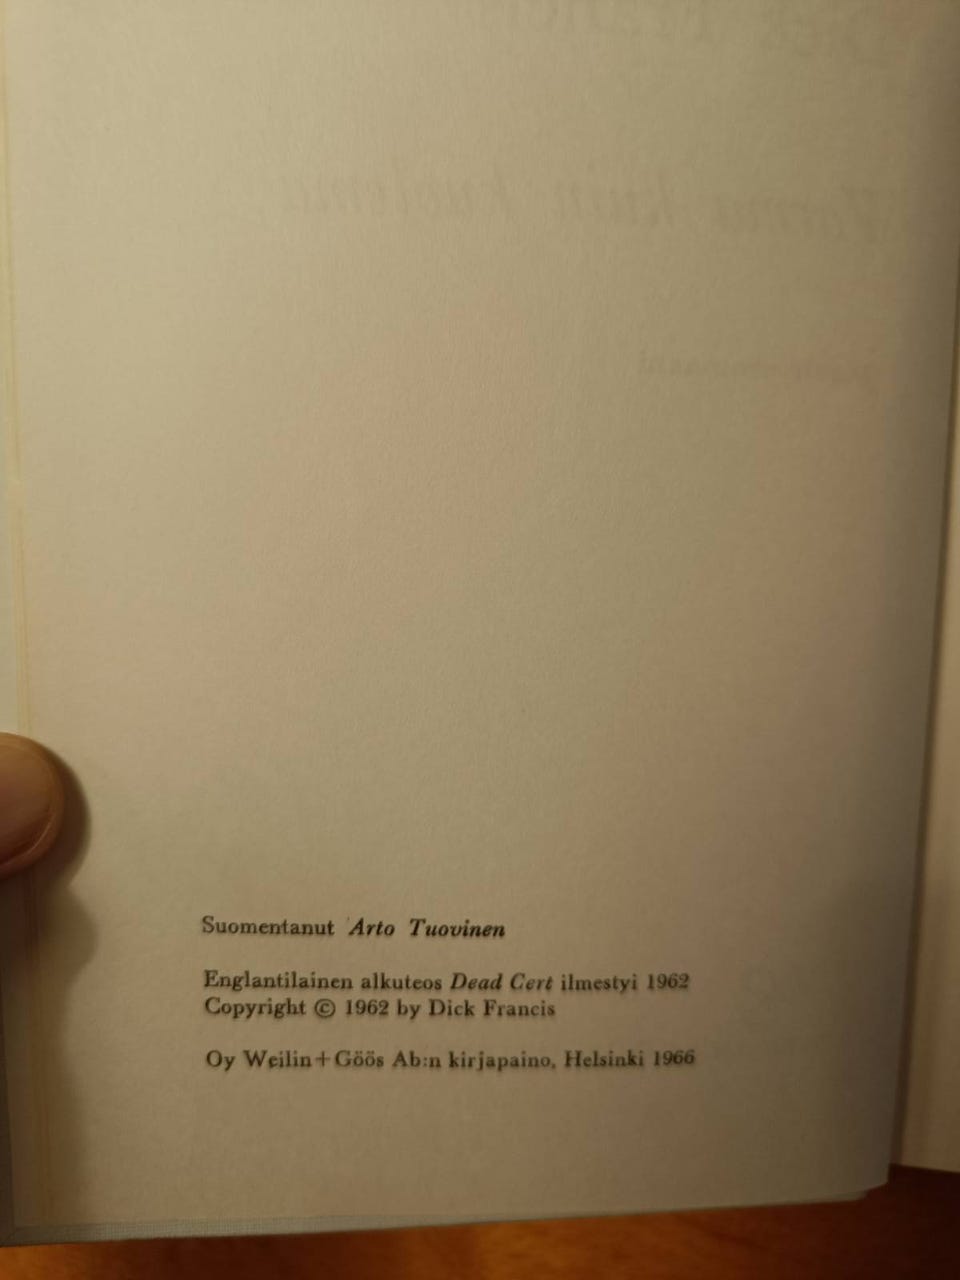 Suomentanut Arto Tuovinen
Englantilainen alkuteos Dead Cert ilmestyi 1962
Copyright © 1962 by Dick Francis
Oy Weilin+Göös Ab:n kirjapaino, Helsinki 1966